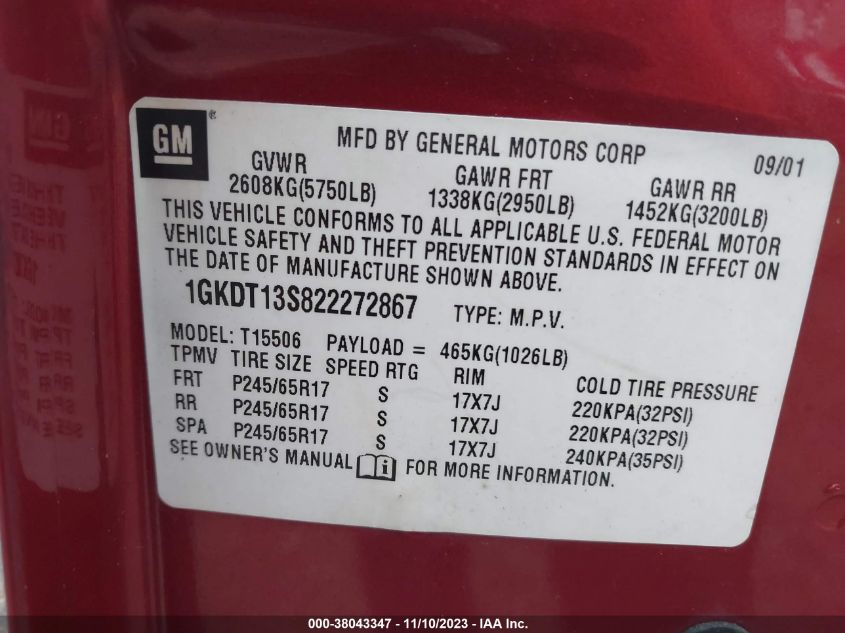 GM®
MFD BY GENERAL MOTORS CORP 09/01
GVWR GAWR FRT GAWR RR
2608KG(5750LB) 1338KG(2950LB) 1452KG(3200LB)
THIS VEHICLE CONFORMS TO ALL APPLICABLE U.S. FEDERAL MOTOR
VEHICLE SAFETY AND THEFT PREVENTION STANDARDS IN EFFECT ON
THE DATE OF MANUFACTURE SHOWN ABOVE.
1GKDT13S822272867 TYPE: M.P.V.
MODEL: T15506 PAYLOAD = 465KG(1026LB)
TPMV TIRE SIZE SPEED RTG RIM COLD TIRE PRESSURE
FRT P245/65R17 S 17X7J 220KPA(32PSI)
RR P245/65R17 S 17X7J 220KPA(32PSI)
SPA P245/65R17 S 17X7J 240KPA(35PSI)
SEE OWNER'S MANUAL i FOR MORE INFORMATION.
000-38043347 - 11/10/2023 - IAA Inc.